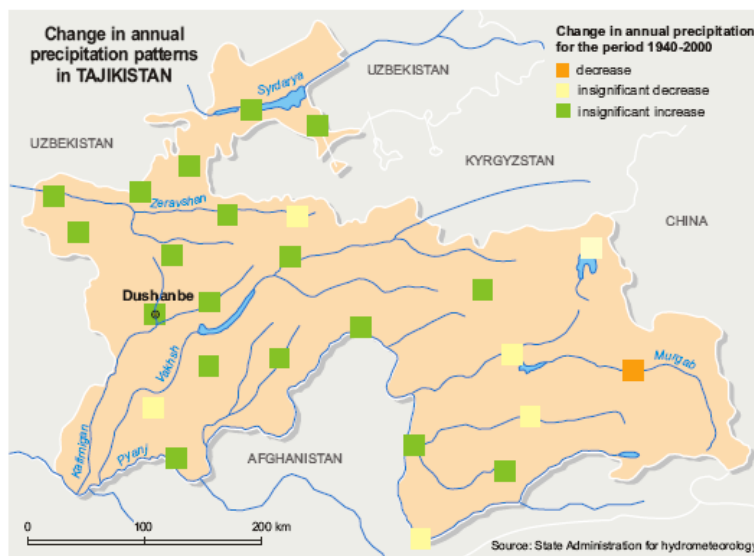 Change in annual
precipitation patterns
in TAJIKISTAN
Change in annual precipitation
for the period 1940-2000
decrease
insignificant decrease
insignificant increase
UZBEKISTAN
Syrdarya
UZBEKISTAN
KYRGYZSTAN
Zeravshan
CHINA
Dushanbe
Vakhsh
Murgab
Kafirnigan
Pyanj
AFGHANISTAN
0 100 200 km
Source: State Administration for hydrometeorology